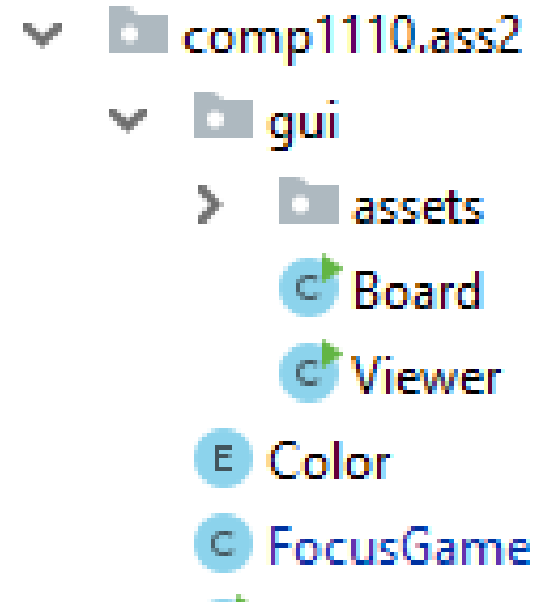 comp1110.ass2
gui
assets
C Board
C Viewer
E Color
C FocusGame